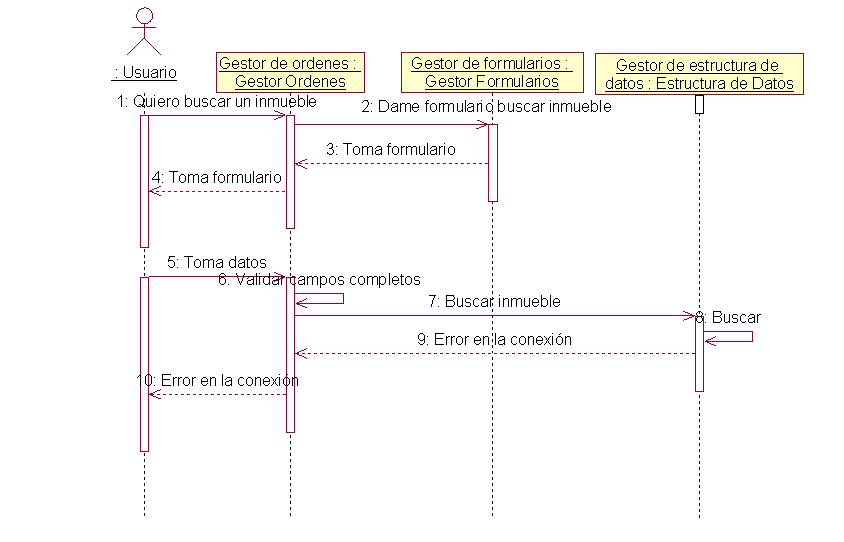 : Usuario
Gestor de ordenes :
Gestor Ordenes
Gestor de formularios :
Gestor Formularios
Gestor de estructura de
datos : Estructura de Datos
1: Quiero buscar un inmueble
2: Dame formulario buscar inmueble
3: Toma formulario
4: Toma formulario
5: Toma datos
6: Validar campos completos
7: Buscar inmueble
8: Buscar
9: Error en la conexión
10: Error en la conexión